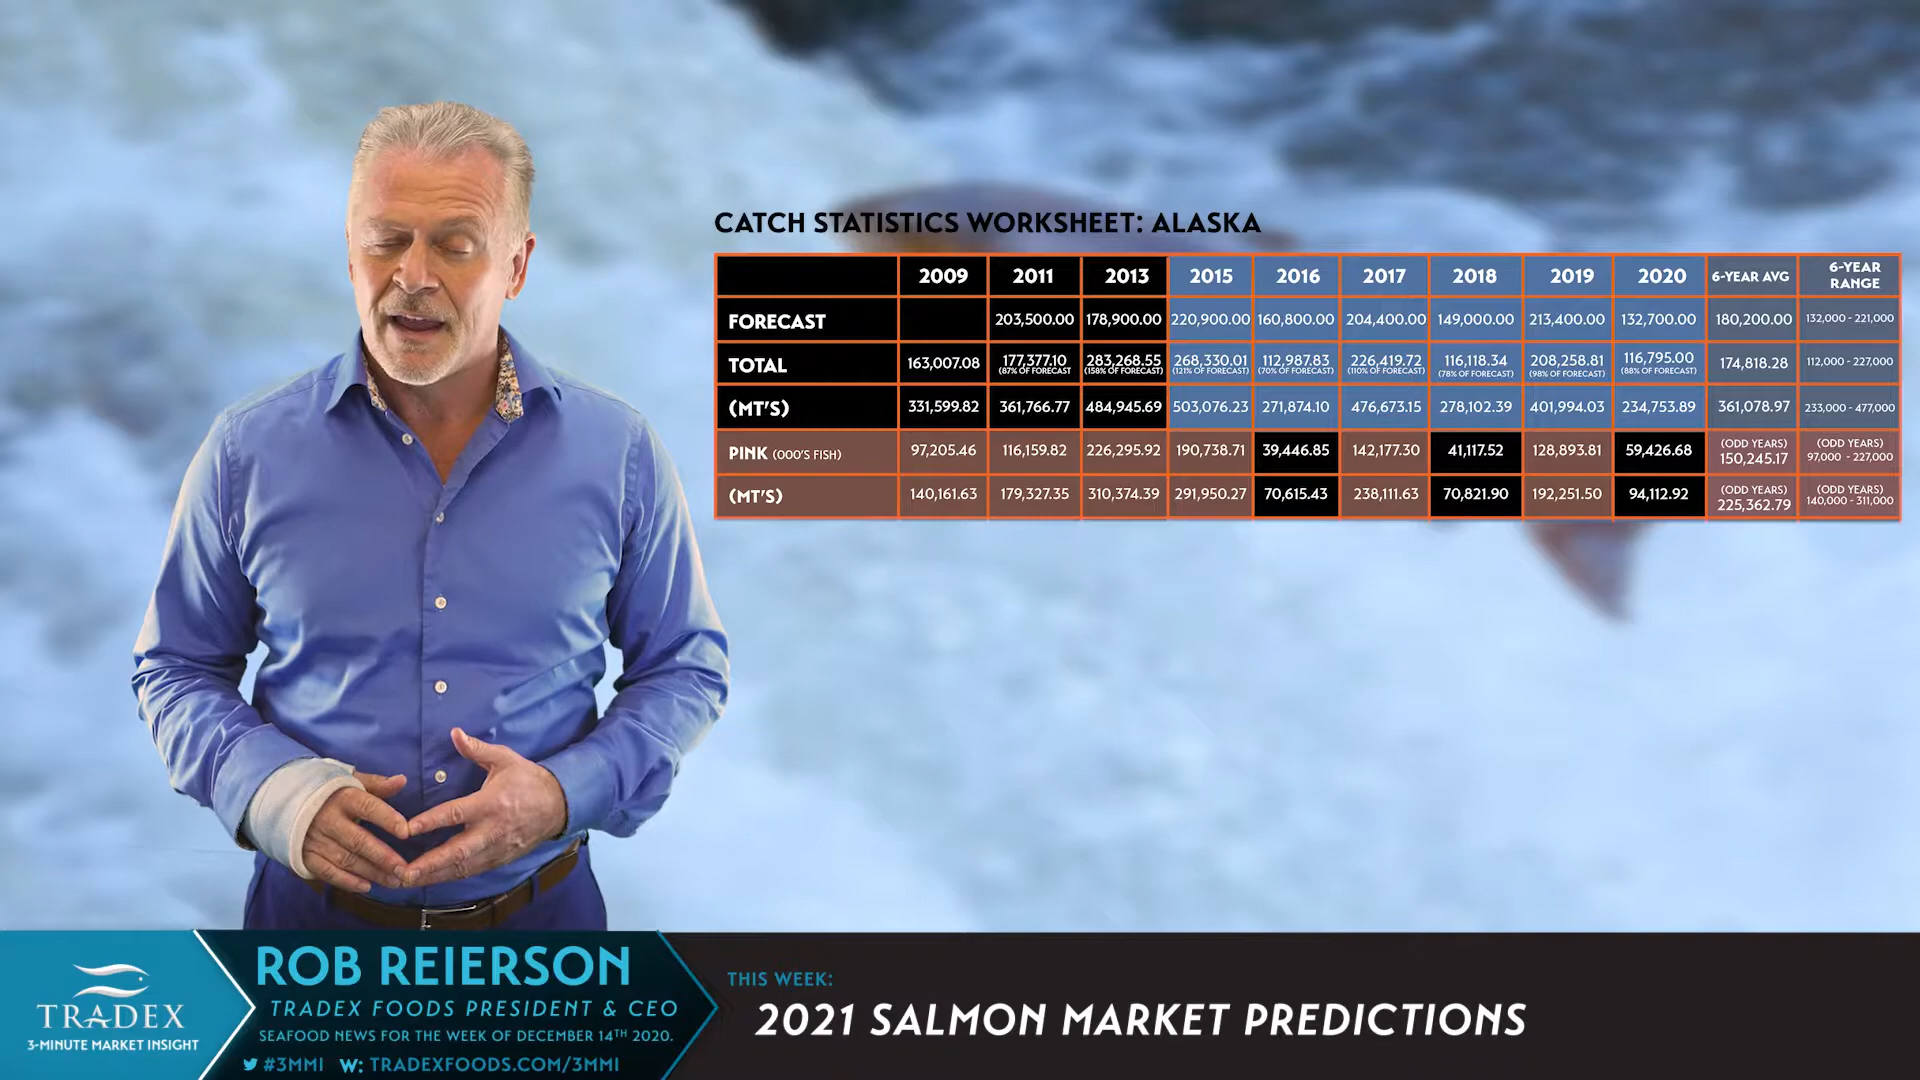 CATCH STATISTICS WORKSHEET: ALASKA
2009 2011 2013 2015 2016 2017 2018 2019 2020 6-YEAR AVG 6-YEAR RANGE
FORECAST 203,500.00 178,900.00 220,900.00 160,800.00 204,400.00 149,000.00 213,400.00 132,700.00 180,200.00 132,000 - 221,000
TOTAL 163,007.08 177,377.10 283,268.55 268,330.01 112,987.83 226,419.72 116,118.34 208,258.81 116,795.00 174,818.28 112,000 - 227,000
(87% OF FORECAST (158% OF FORECAST) (121% OF FORECAST) (70% OF FORECAST) (110% OF FORECAST) (78% OF FORECAST) (98% OF FORECAST) (88% OF FORECAST)
(MT'S) 331,599.82 361,766.77 484,945.69 503,076.23 271,874.10 476,673.15 278,102.39 401,994.03 234,753.89 361,078.97 233,000 - 477,000
PINK (000'S FISH) 97,205.46 116,159.82 226,295.92 190,738.71 39,446.85 142,177.30 41,117.52 128,893.81 59,426.68 (ODD YEARS) 150,245.17 (ODD YEARS) 97,000 - 227,000
(MT'S) 140,161.63 179,327.35 310,374.39 291,950.27 70,615.43 238,111.63 70,821.90 192,251.50 94,112.92 (ODD YEARS) 225,362.79 (ODD YEARS) 140,000 - 311,000
TRADEX
3-MINUTE MARKET INSIGHT
ROB REIERSON
TRADEX FOODS PRESIDENT & CEO
SEAFOOD NEWS FOR THE WEEK OF DECEMBER 14TH 2020.
#3MMI W: TRADEXFOODS.COM/3MMI
THIS WEEK:
2021 SALMON MARKET PREDICTIONS